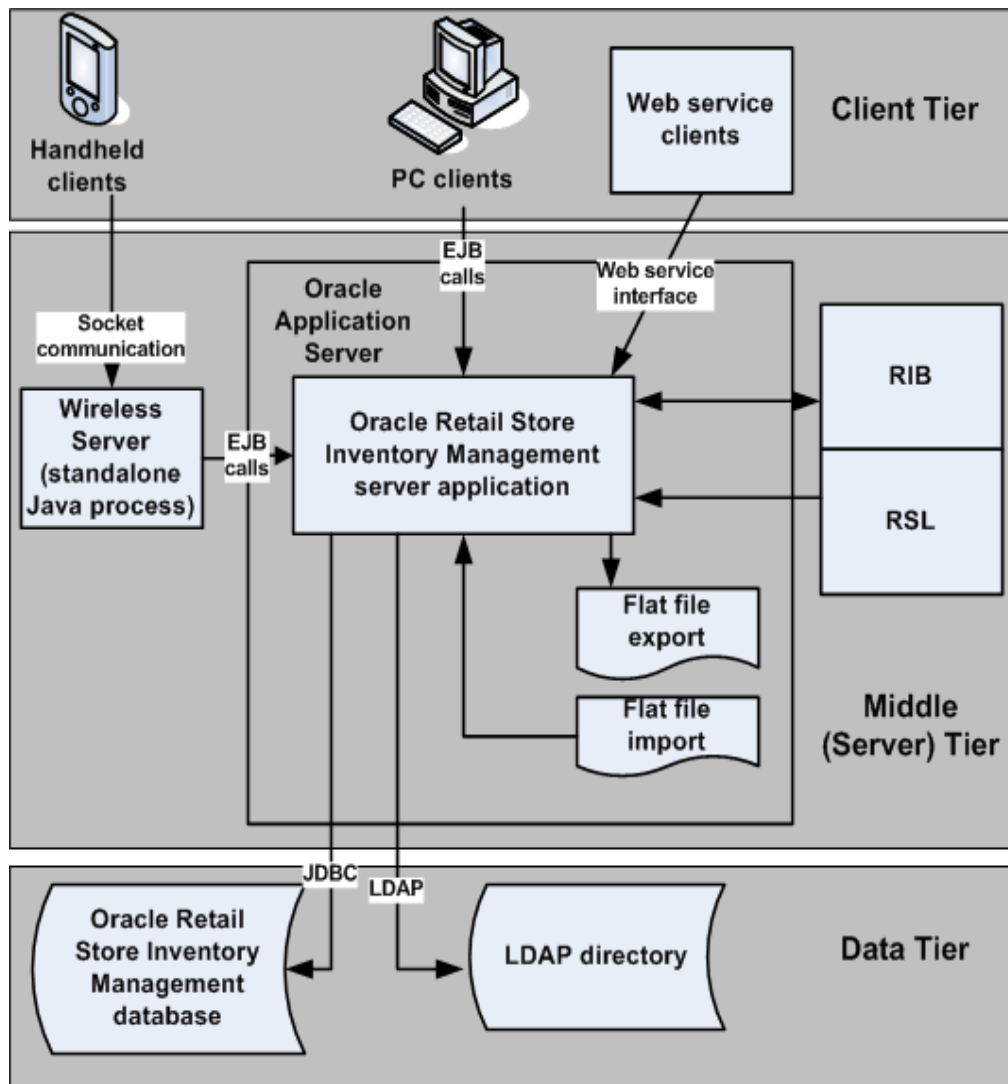 Handheld
clients
PC clients
Web service
clients
Client Tier
EJB
calls
Web service
interface
Oracle
Application
Server
Socket
communication
Wireless
Server
(standalone
Java process)
EJB
calls
Oracle Retail Store
Inventory Management
server application
RIB
RSL
Flat file
export
Flat file
import
Middle
(Server) Tier
JDBC
LDAP
Oracle Retail
Store Inventory
Management
database
LDAP directory
Data Tier